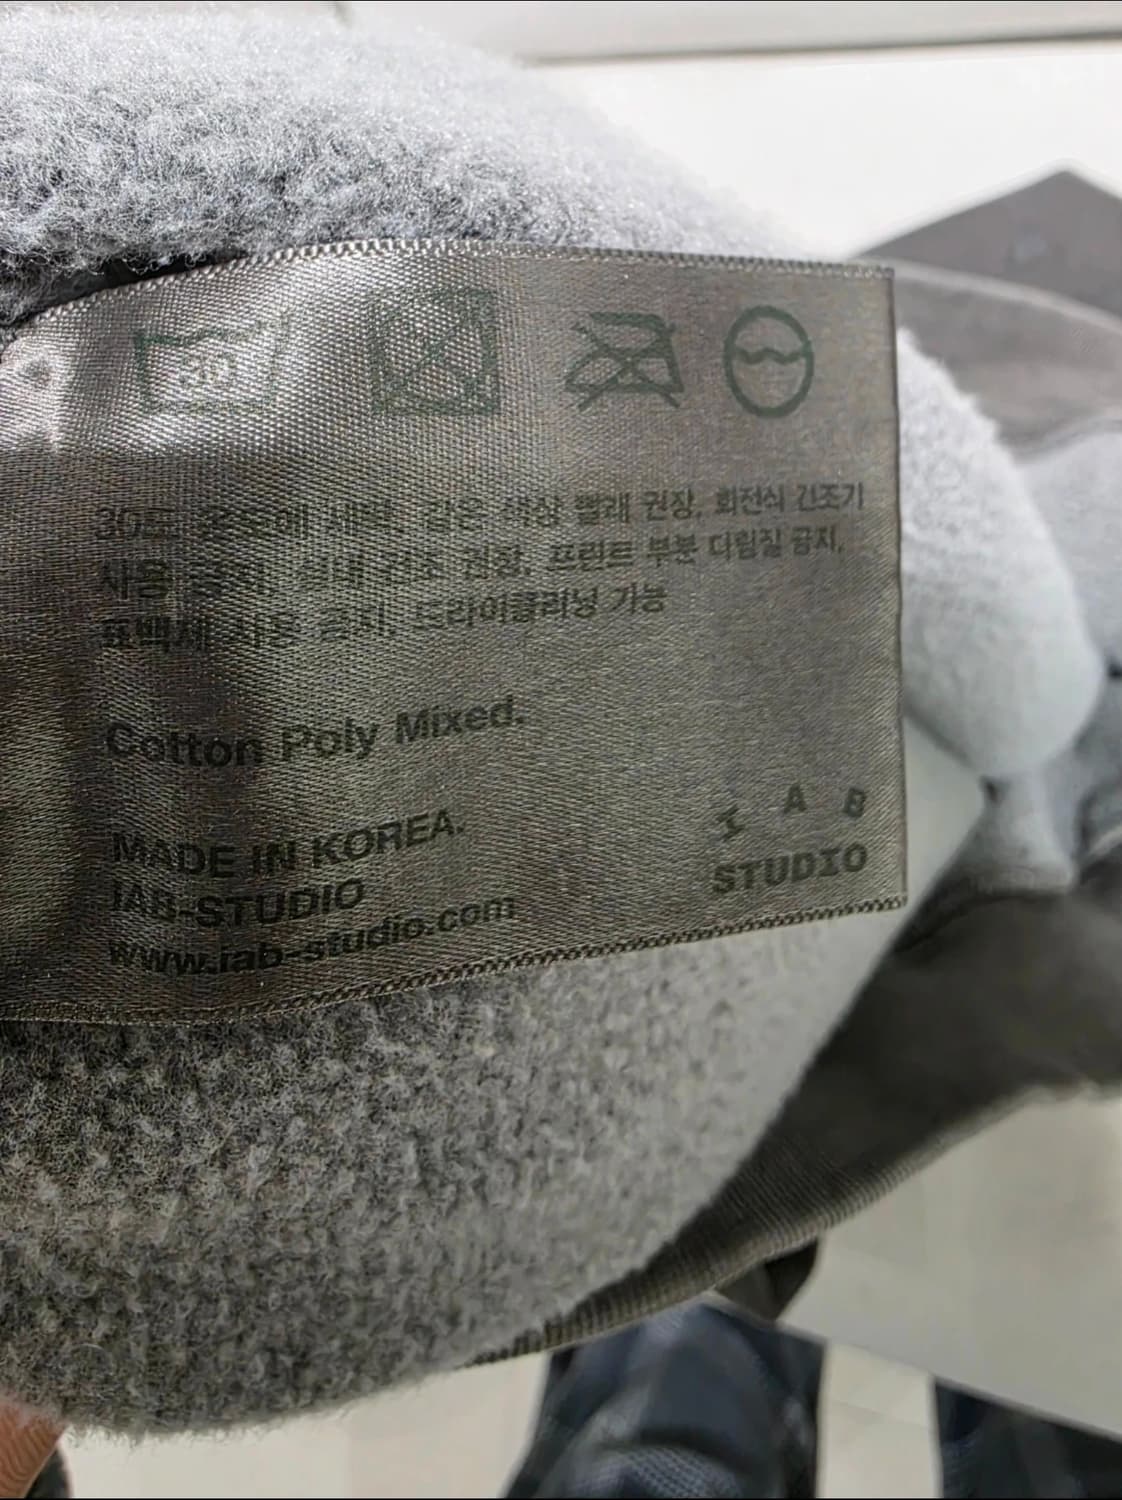 30
30도 온수에 세탁, 같은 색상 빨래 권장, 회전식 건조기
사용 금지, 실내 건조 권장, 프린트 부분 다림질 금지,
표백제 사용 금지, 드라이클리닝 가능
Cotton Poly Mixed.
MADE IN KOREA.
IAB-STUDIO
www.iab-studio.com
I A B
STUDIO